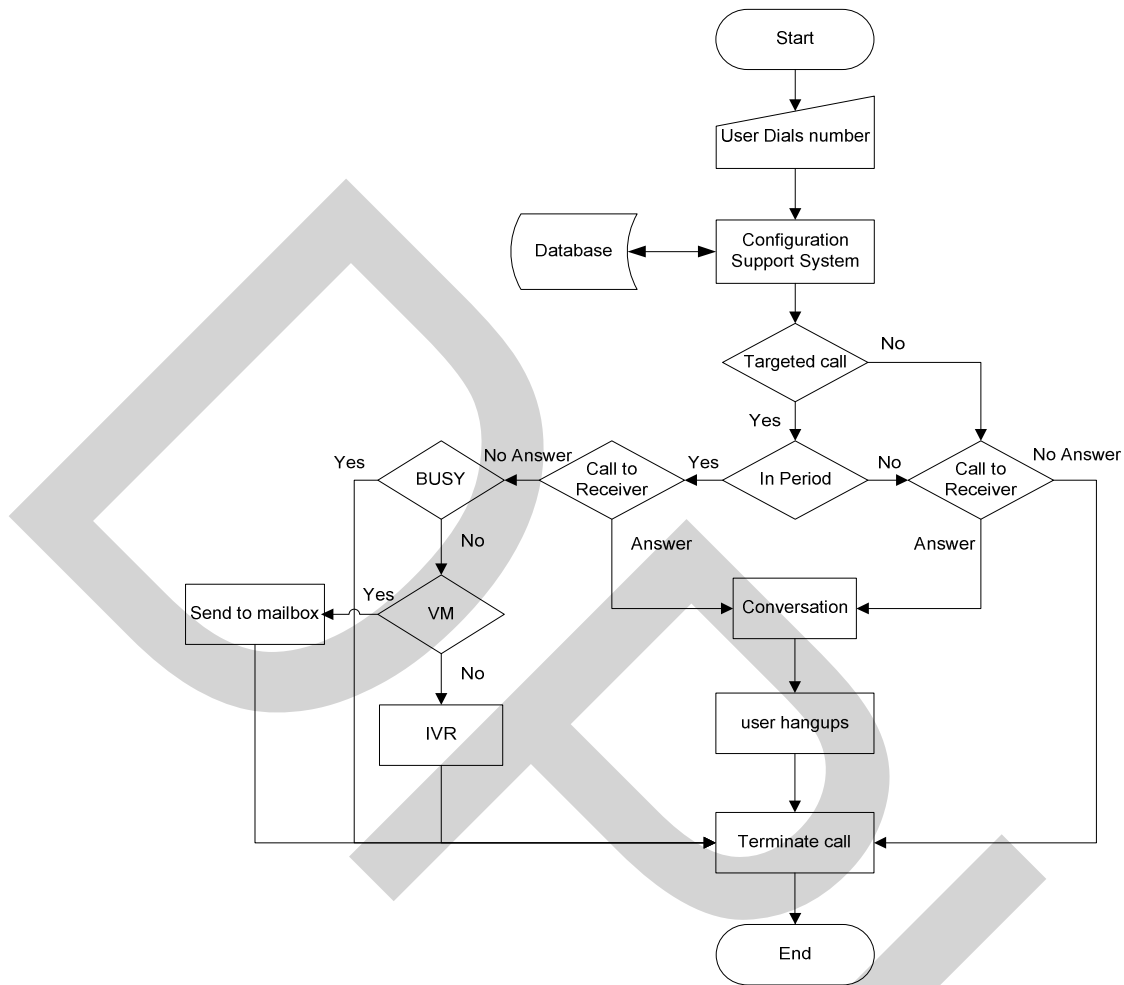 Start
User Dials number
Database
Configuration
Support System
Targeted call
No
Yes
Yes
BUSY
No Answer
Call to
Receiver
Yes
In Period
No
Call to
Receiver
No Answer
No
Answer
Answer
Send to mailbox
Yes
VM
Conversation
No
IVR
user hangups
Terminate call
End